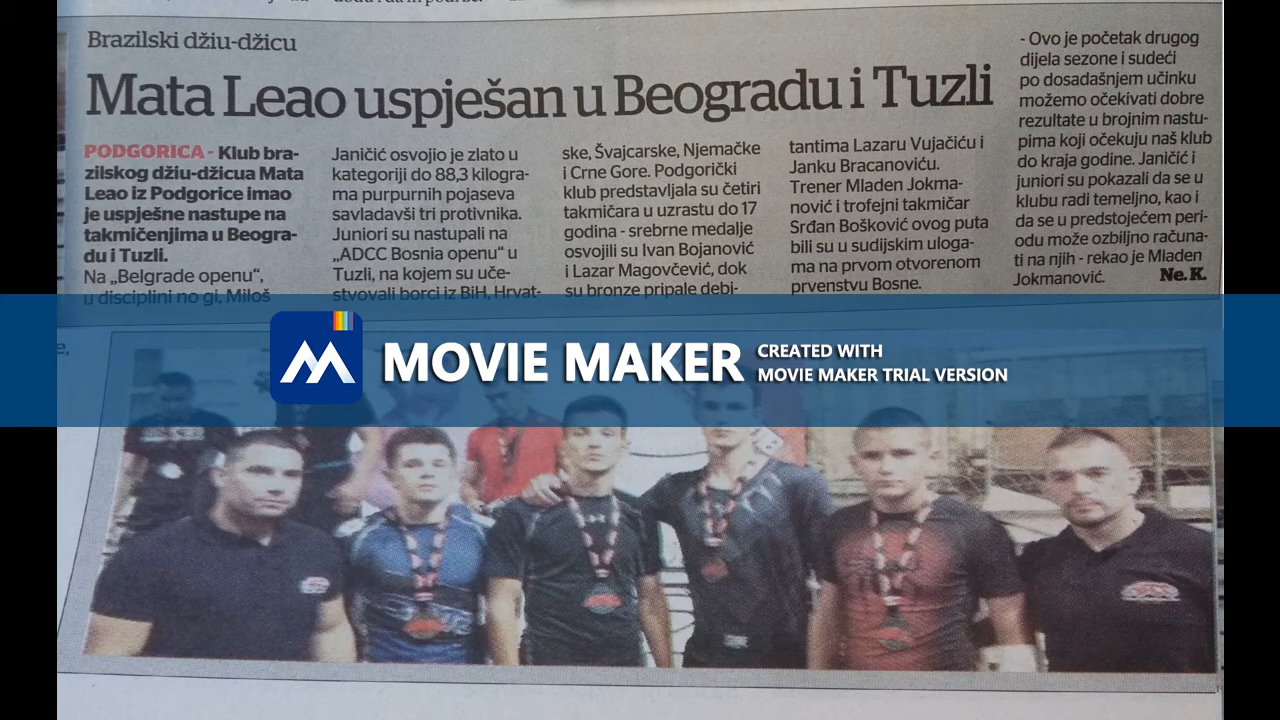 Brazilski džiu-džicu
Mata Leao uspješan u Beogradu i Tuzli
PODGORICA - Klub bra-
zilskog džiu-džicua Mata
Leao iz Podgorice imao
je uspješne nastupe na
takmičenjima u Beogra-
du i Tuzli.
Na „Belgrade openu“,
u disciplini no gi, Miloš
Janičić osvojio je zlato u
kategoriji do 88,3 kilogra-
ma purpurnih pojaseva
savladavši tri protivnika.
Juniori su nastupali na
„ADCC Bosnia openu“ u
Tuzli, na kojem su uče-
stvovali borci iz BiH, Hrvat-
ske, Švajcarske, Njemačke
i Crne Gore. Podgorički
klub predstavljala su četiri
takmičara u uzrastu do 17
godina - srebrne medalje
osvojili su Ivan Bojanović
i Lazar Magovčević, dok
su bronze pripale debi-
tantima Lazaru Vujačiću i
Janku Bracanoviću.
Trener Mladen Jokma-
nović i trofejni takmičar
Srđan Bošković ovog puta
bili su u sudijskim uloga-
ma na prvom otvorenom
prvenstvu Bosne.
- Ovo je početak drugog
dijela sezone i sudeći
po dosadašnjem učinku
možemo očekivati dobre
rezultate u brojnim nastu-
pima koji očekuju naš klub
do kraja godine. Janičić i
juniori su pokazali da se u
klubu radi temeljno, kao i
da se u predstojećem peri-
odu može ozbiljno računa-
ti na njih - rekao je Mladen
Jokmanović.
Ne. K.
MOVIE MAKER
CREATED WITH
MOVIE MAKER TRIAL VERSION